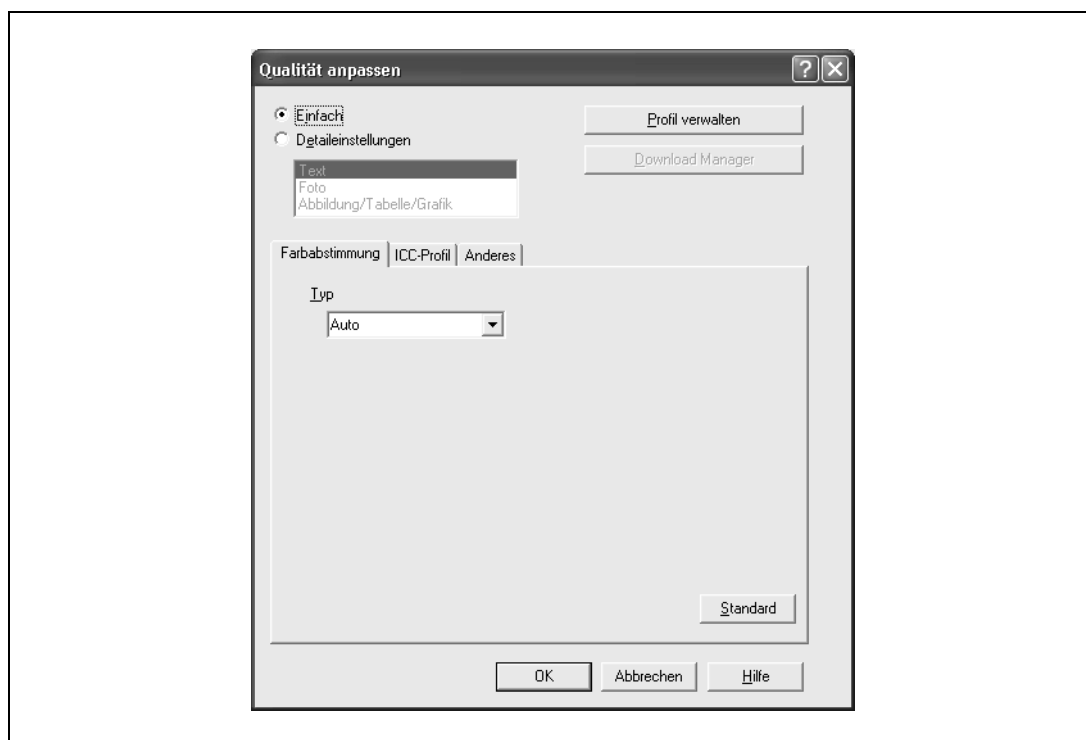 Qualität anpassen
Einfach
Detaileinstellungen
Profil verwalten
Download Manager
Text
Foto
Abbildung/Tabelle/Grafik
Farbabstimmung ICC-Profil Anderes
Typ
Auto
Standard
OK Abbrechen Hilfe